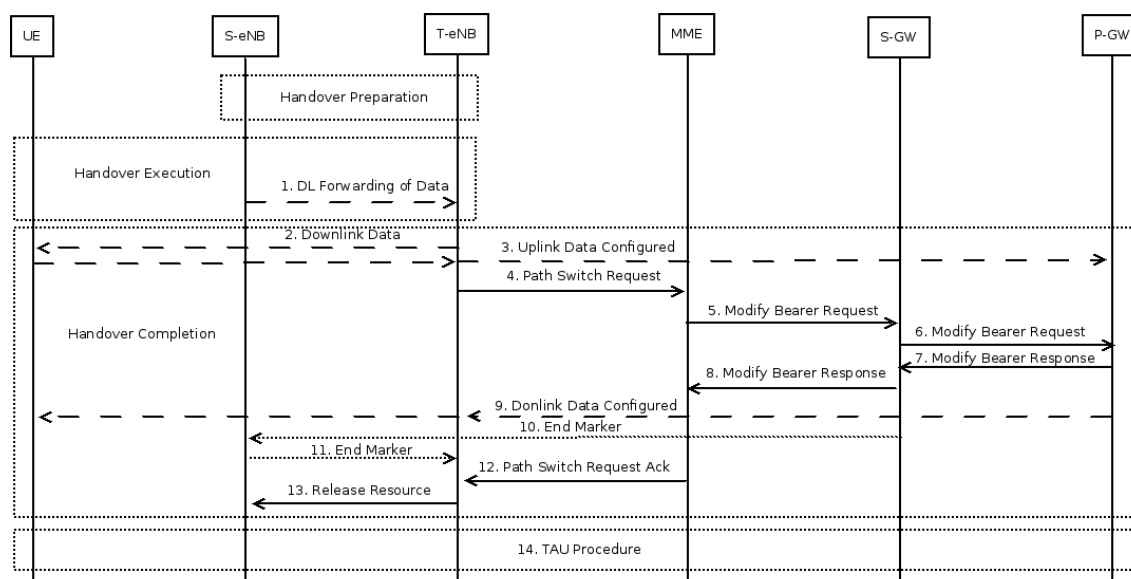 UE
S-eNB
T-eNB
MME
S-GW
P-GW
Handover Preparation
Handover Execution
1. DL Forwarding of Data
2. Downlink Data
3. Uplink Data Configured
4. Path Switch Request
5. Modify Bearer Request
6. Modify Bearer Request
Handover Completion
7. Modify Bearer Response
8. Modify Bearer Response
9. Donlink Data Configured
10. End Marker
11. End Marker
12. Path Switch Request Ack
13. Release Resource
14. TAU Procedure